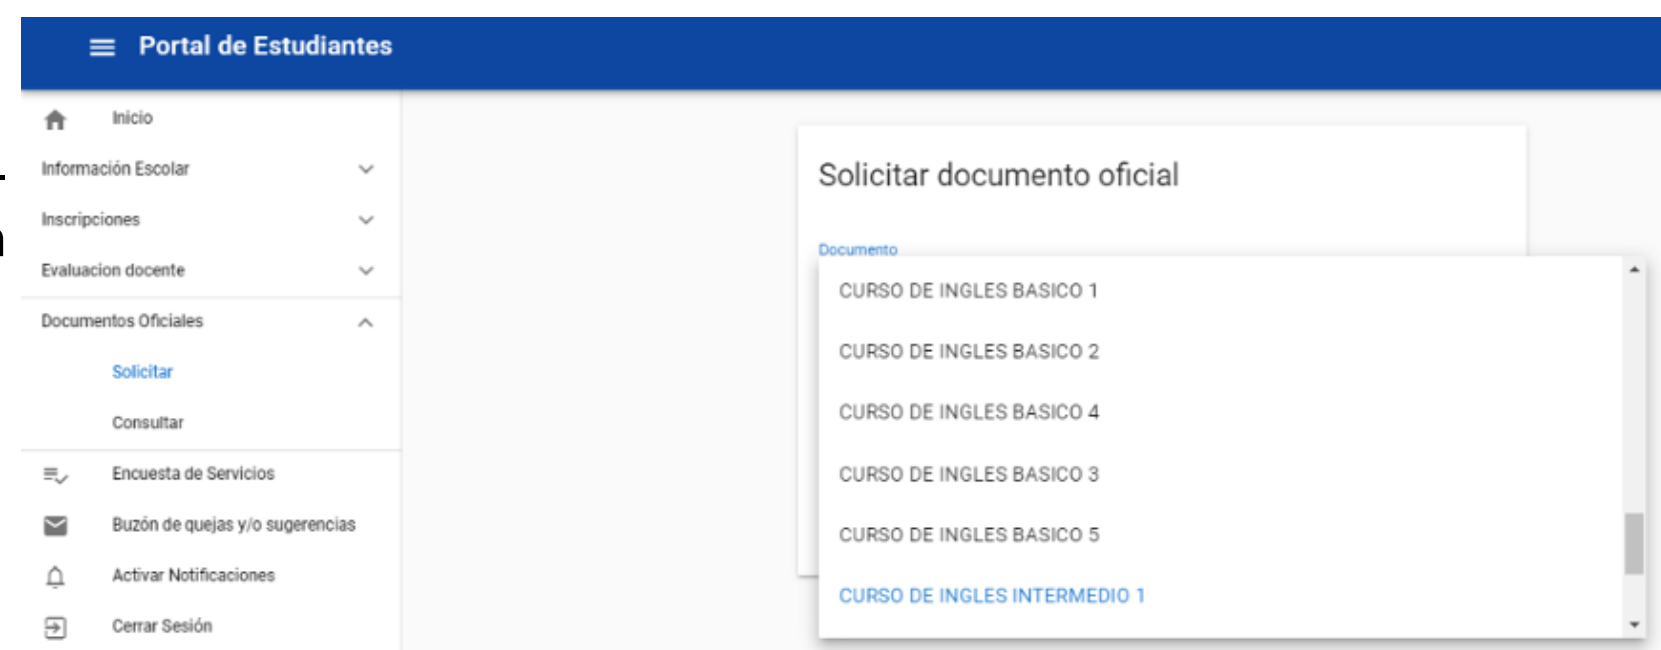 Portal de Estudiantes
Inicio
Información Escolar
Inscripciones
Evaluacion docente
Documentos Oficiales
Solicitar
Consultar
Encuesta de Servicios
Buzón de quejas y/o sugerencias
Activar Notificaciones
Cerrar Sesión
Solicitar documento oficial
Documento
CURSO DE INGLES BASICO 1
CURSO DE INGLES BASICO 2
CURSO DE INGLES BASICO 4
CURSO DE INGLES BASICO 3
CURSO DE INGLES BASICO 5
CURSO DE INGLES INTERMEDIO 1